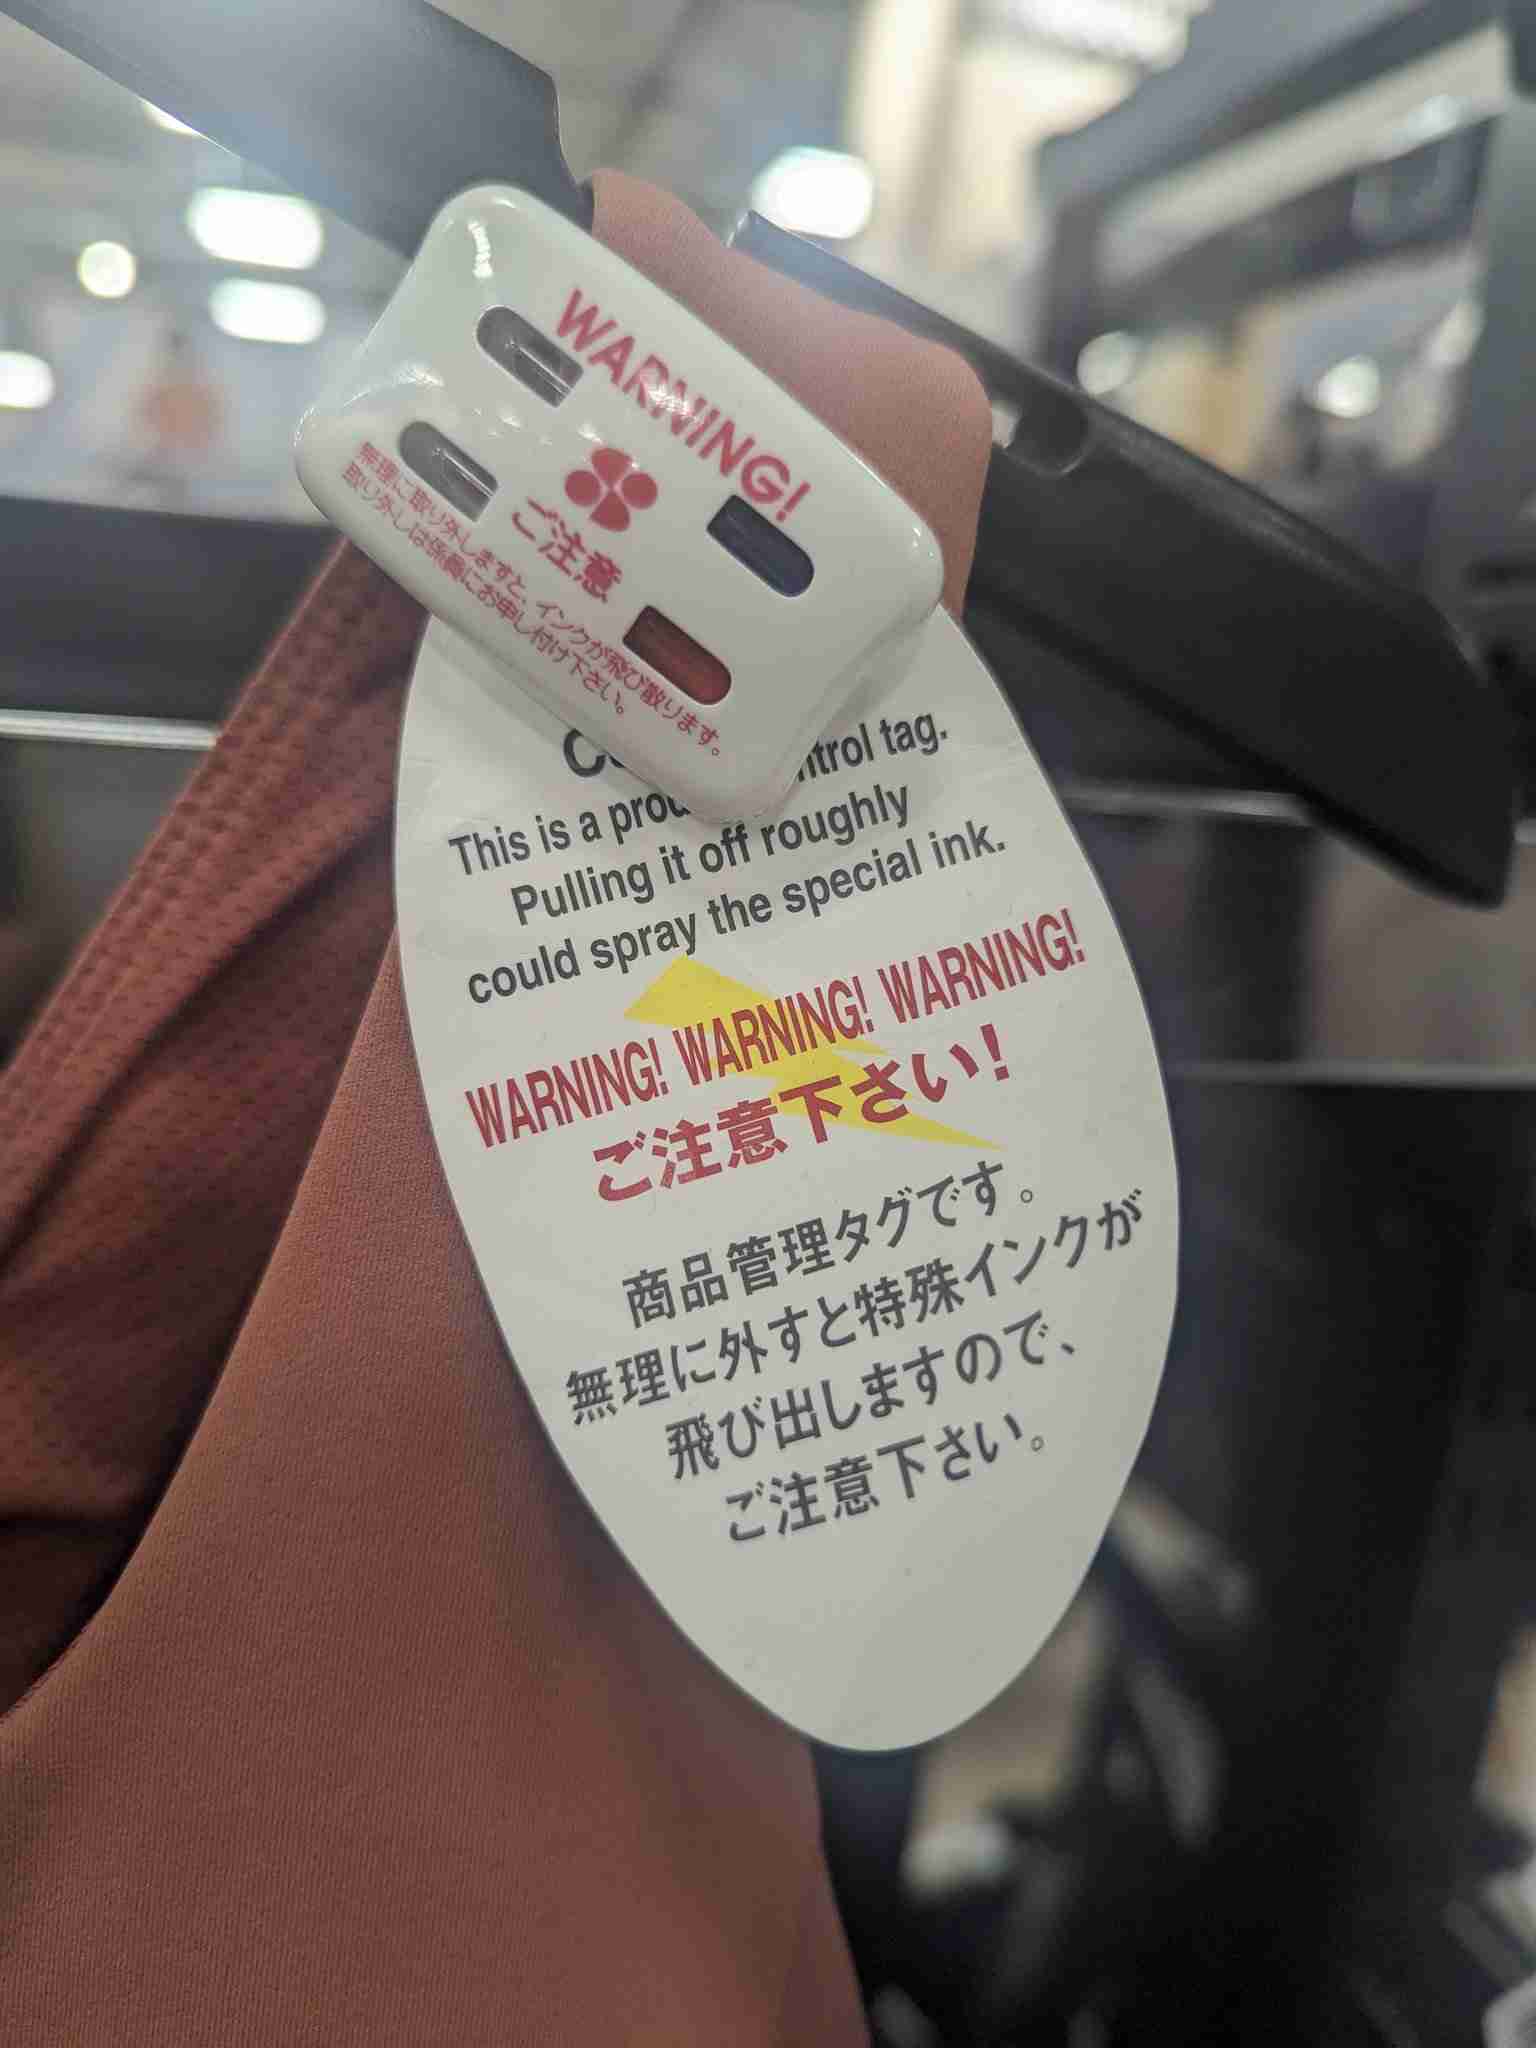 WARNING!
ご注意
無理に取り外しますと、インクが飛び散ります。
取り外しは係員にお申し付け下さい。
ntrol tag.
This is a prod
Pulling it off roughly
could spray the special ink.
WARNING! WARNING! WARNING!
ご注意下さい!
商品管理タグです。
無理に外すと特殊インクが
飛び出しますので、
ご注意下さい。